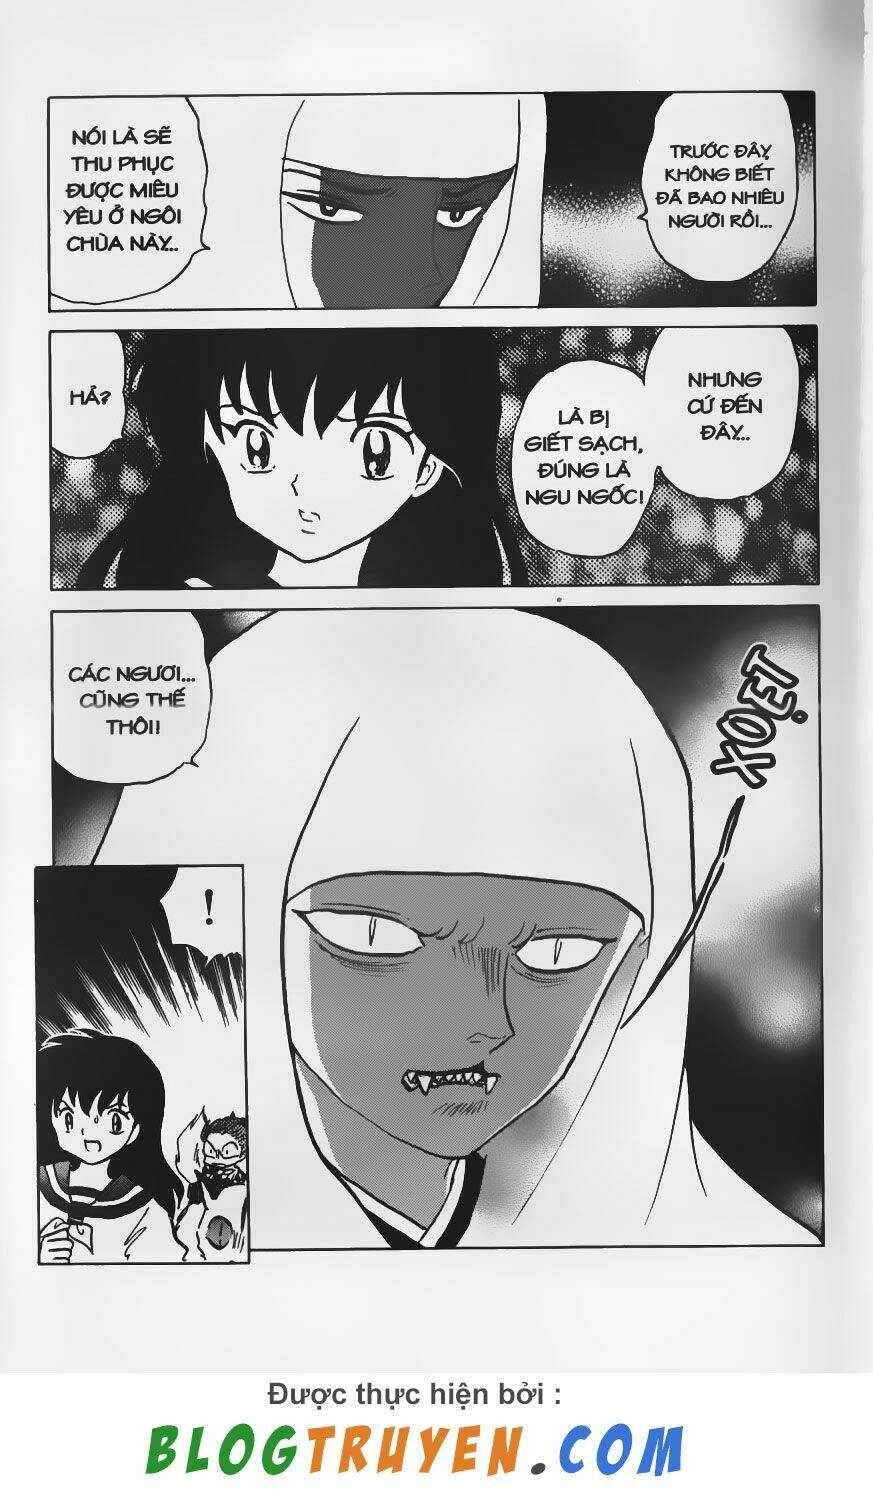 TRƯỚC ĐÂY,
KHÔNG BIẾT
ĐÃ BAO NHIÊU
NGƯỜI RỒI...
NÓI LÀ SẼ
THU PHỤC
ĐƯỢC MIÊU
YÊU Ở NGÔI
CHÙA NÀY...
NHƯNG
CỨ ĐẾN
ĐÂY...
LÀ BỊ
GIẾT SẠCH,
ĐÚNG LÀ
NGU NGỐC!
HẢ?
CÁC NGƯƠI...
CŨNG THẾ
THÔI!
XOẸT
!
Được thực hiện bởi :
BLOGTRUYEN.COM